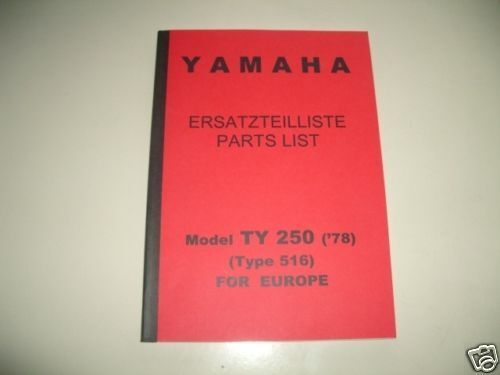 YAMAHA
ERSATZTEILLISTE
PARTS LIST
Model TY 250 ('78)
(Type 516)
FOR EUROPE